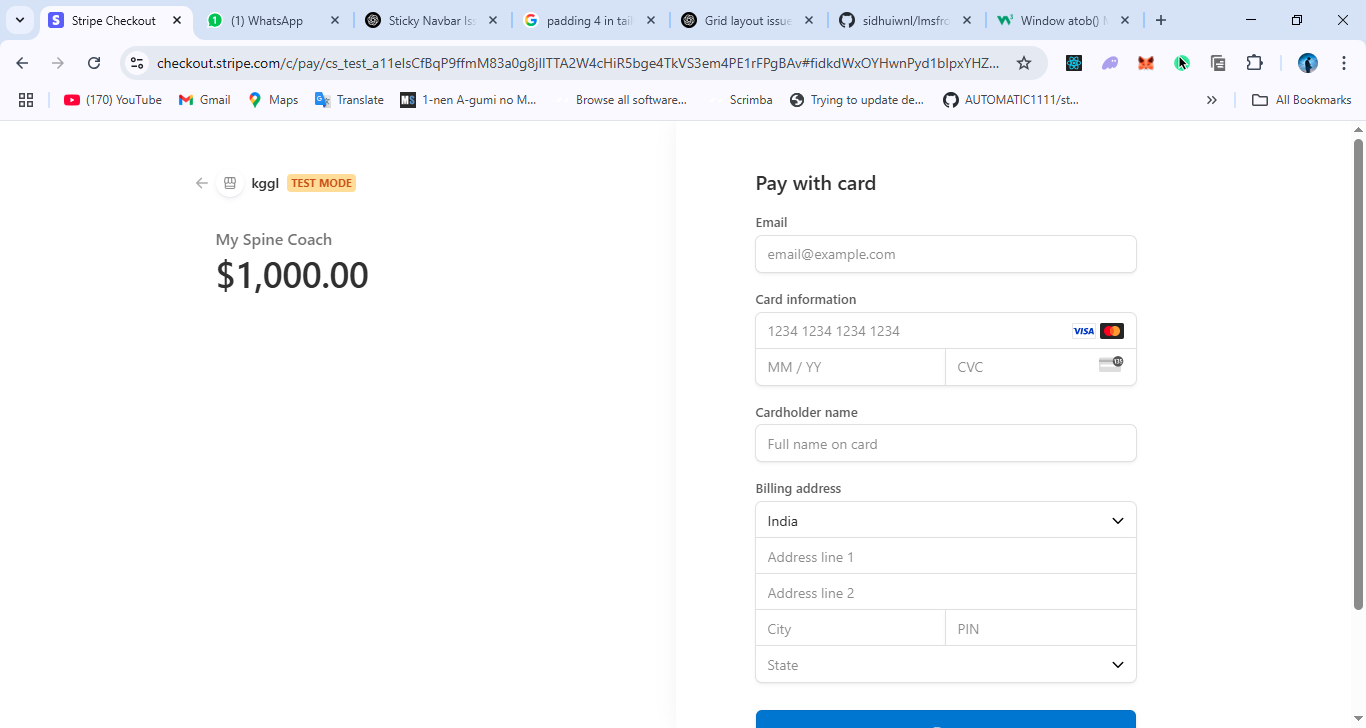 Stripe Checkout
(1) WhatsApp
Sticky Navbar Iss
padding 4 in tail
Grid layout issue
sidhuiwnl/lmsfro
Window atob() M
checkout.stripe.com/c/pay/cs_test_a11elsCfBqP9ffmM83a0g8jlITTA2W4cHiR5bge4TkVS3em4PE1rFPgBAv#fidkdWxOYHwnPyd1blpxYHZ...
(170) YouTube
Gmail
Maps
Translate
1-nen A-gumi no M...
Browse all software...
Scrimba
Trying to update de...
AUTOMATIC1111/st...
All Bookmarks
kggl TEST MODE
My Spine Coach
$1,000.00
Pay with card
Email
email@example.com
Card information
1234 1234 1234 1234 VISA
MM / YY CVC
Cardholder name
Full name on card
Billing address
India
Address line 1
Address line 2
City PIN
State